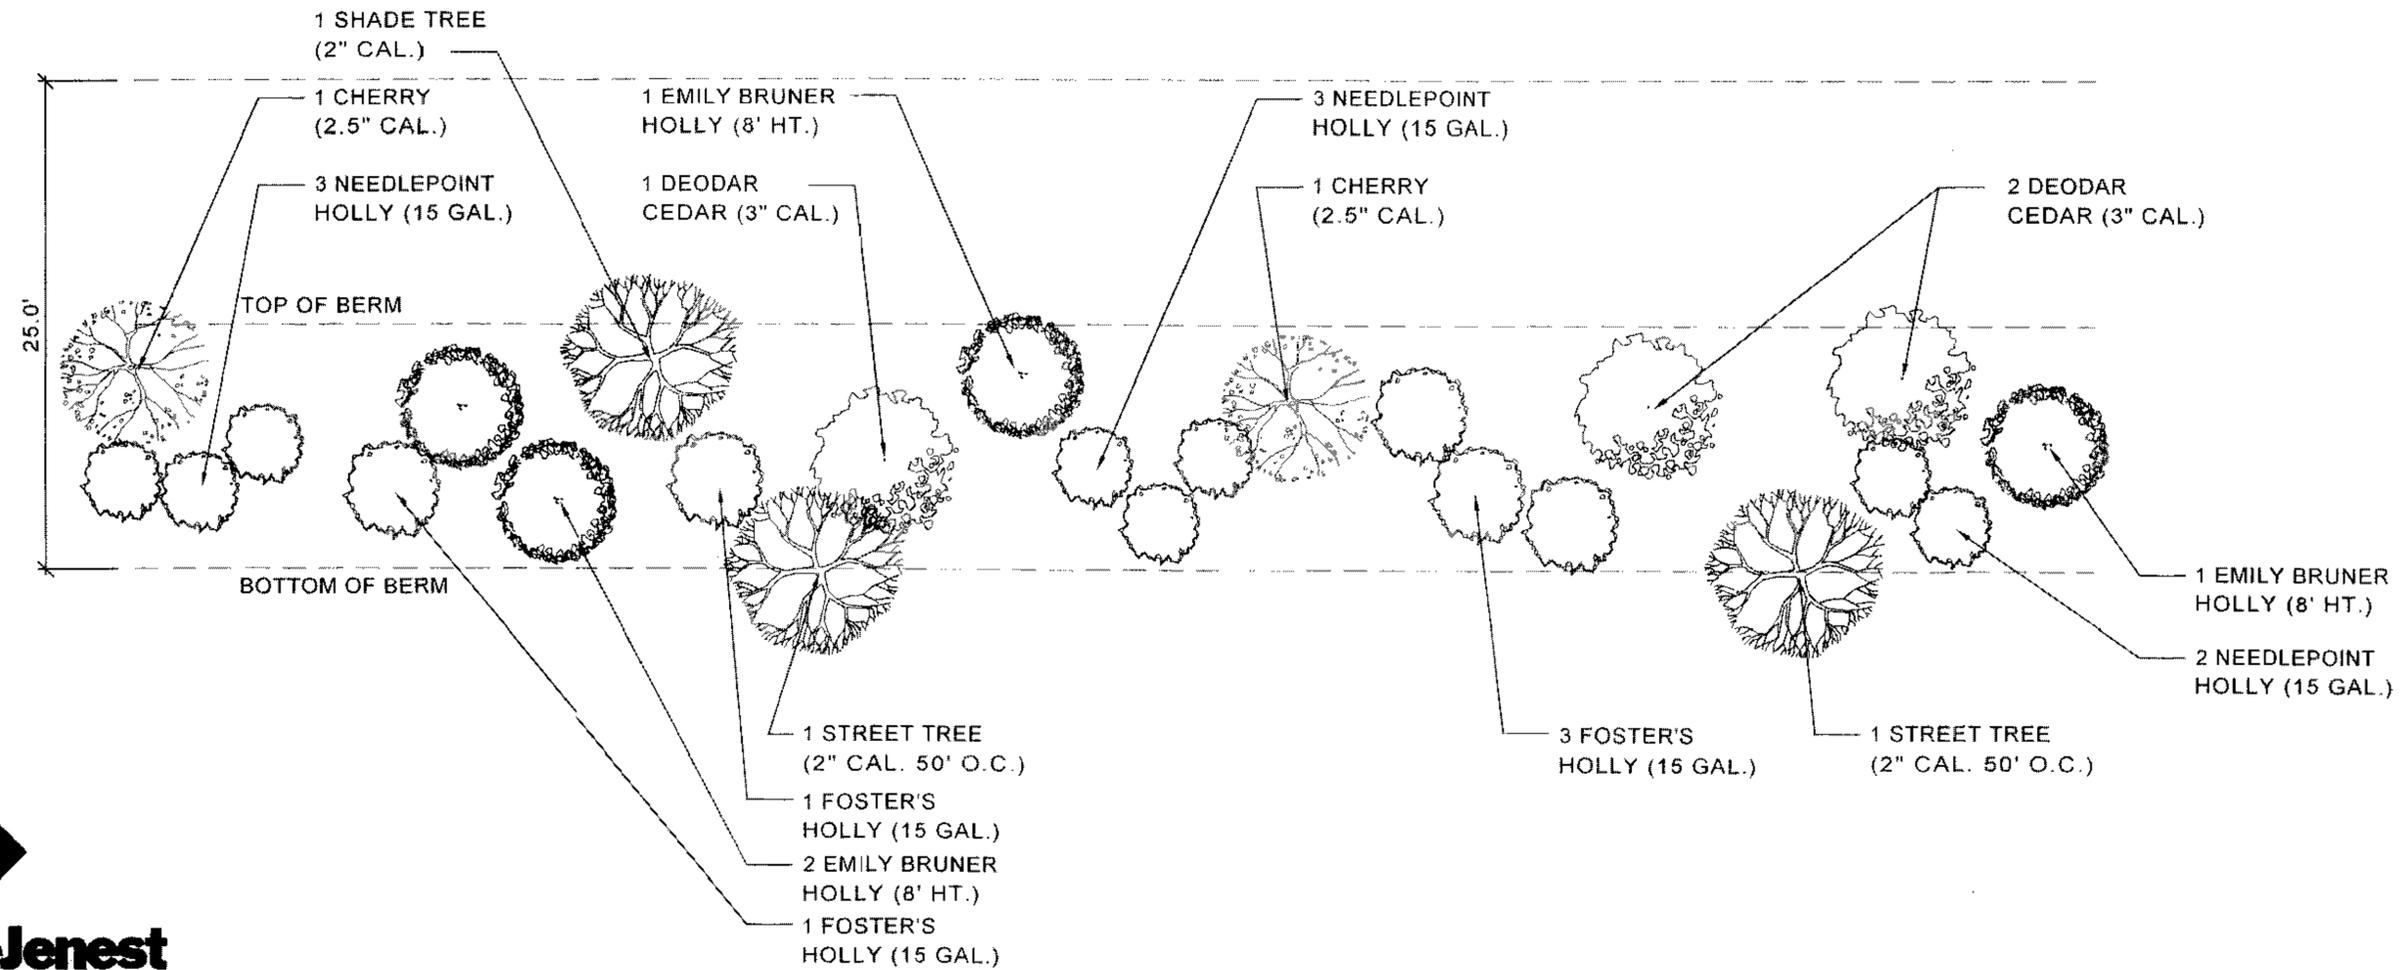 1 SHADE TREE
(2" CAL.)
1 CHERRY
(2.5" CAL.)
3 NEEDLEPOINT
HOLLY (15 GAL.)
1 EMILY BRUNER
HOLLY (8' HT.)
1 DEODAR
CEDAR (3" CAL.)
3 NEEDLEPOINT
HOLLY (15 GAL.)
1 CHERRY
(2.5" CAL.)
2 DEODAR
CEDAR (3" CAL.)
25.0'
TOP OF BERM
BOTTOM OF BERM
1 EMILY BRUNER
HOLLY (8' HT.)
2 NEEDLEPOINT
HOLLY (15 GAL.)
1 STREET TREE
(2" CAL. 50' O.C.)
3 FOSTER'S
HOLLY (15 GAL.)
1 STREET TREE
(2" CAL. 50' O.C.)
1 FOSTER'S
HOLLY (15 GAL.)
2 EMILY BRUNER
HOLLY (8' HT.)
1 FOSTER'S
HOLLY (15 GAL.)
Jenest